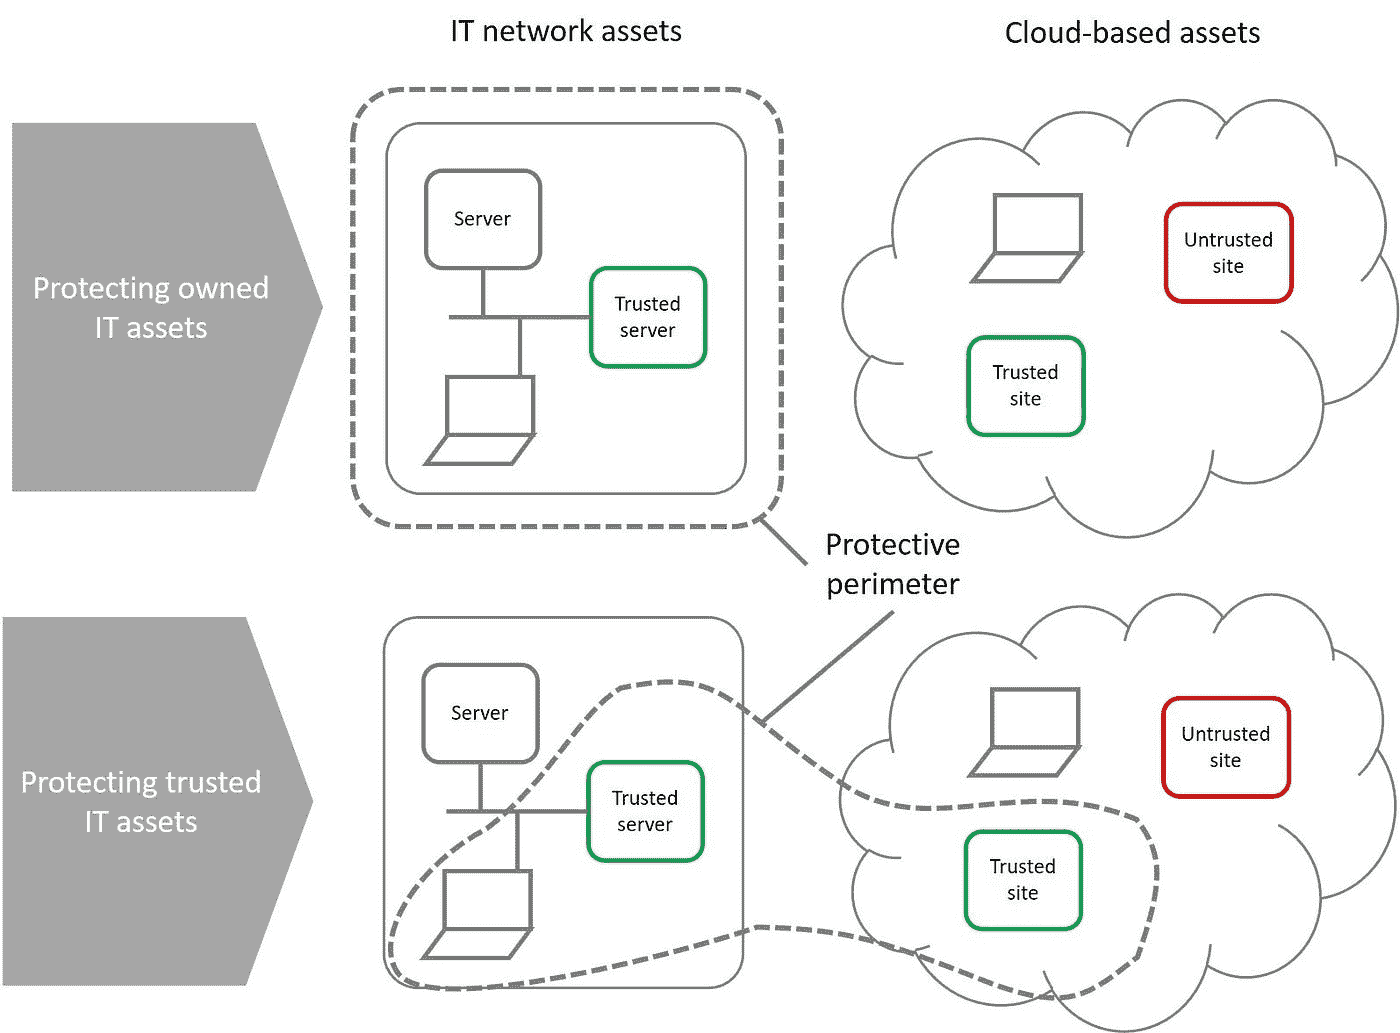 IT network assets
Cloud-based assets
Protecting owned
IT assets
Server
Trusted
server
Untrusted
site
Trusted
site
Protective
perimeter
Protecting trusted
IT assets
Server
Trusted
server
Untrusted
site
Trusted
site